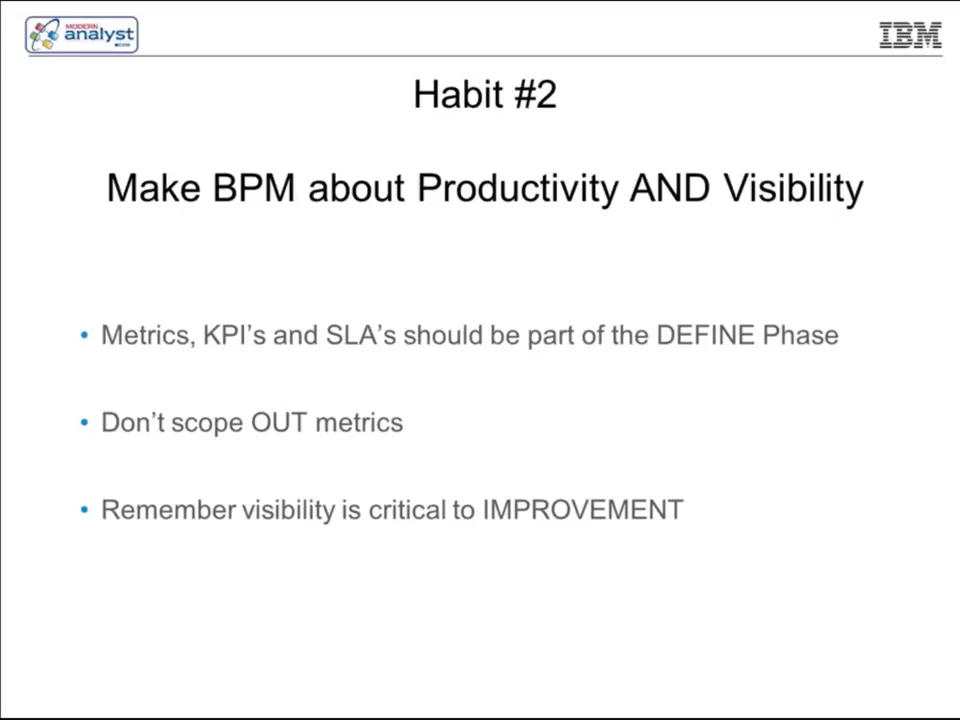 MODERN
analyst
.COM
IBM
Habit #2
Make BPM about Productivity AND Visibility
• Metrics, KPI’s and SLA’s should be part of the DEFINE Phase
• Don’t scope OUT metrics
• Remember visibility is critical to IMPROVEMENT